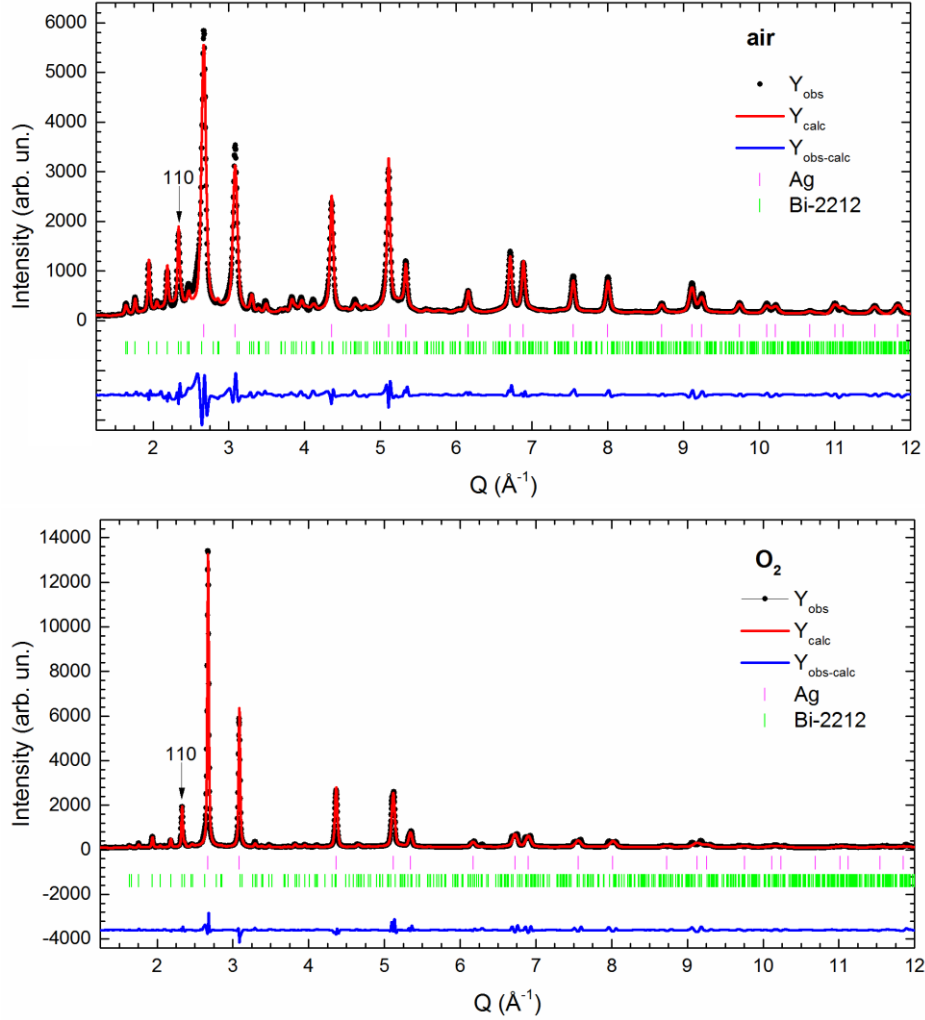 6000
5000
4000
3000
2000
1000
0
Intensity (arb. un.)
110
air
Yobs
Ycalc
Yobs-calc
Ag
Bi-2212
2 3 4 5 6 7 8 9 10 11 12
Q (Å-1)
14000
12000
10000
8000
6000
4000
2000
0
-2000
-4000
Intensity (arb. un.)
110
O2
Yobs
Ycalc
Yobs-calc
Ag
Bi-2212
2 3 4 5 6 7 8 9 10 11 12
Q (Å-1)